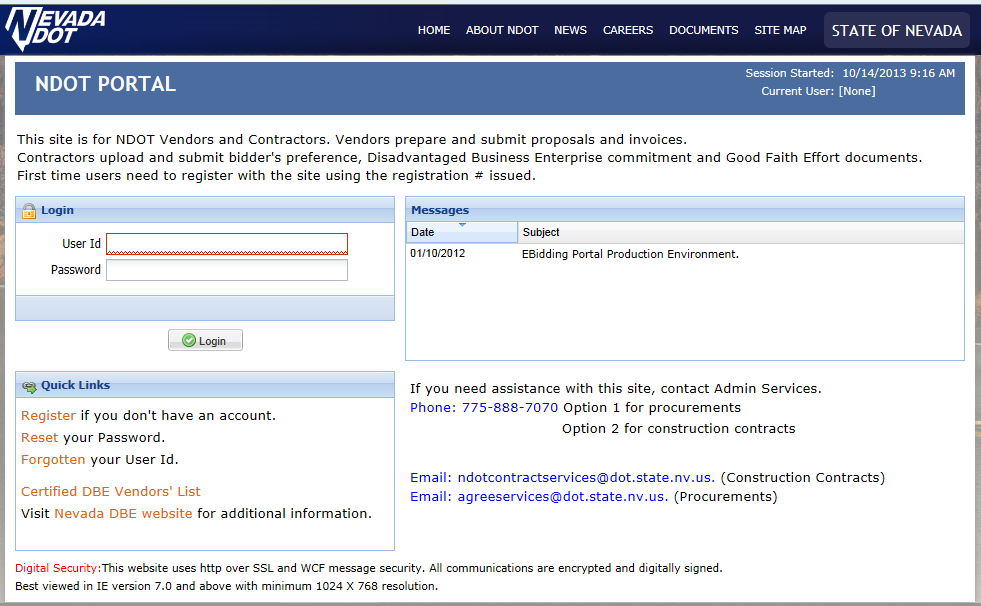 NEVADA
DOT
HOME ABOUT NDOT NEWS CAREERS DOCUMENTS SITE MAP STATE OF NEVADA
NDOT PORTAL
Session Started: 10/14/2013 9:16 AM
Current User: [None]
This site is for NDOT Vendors and Contractors. Vendors prepare and submit proposals and invoices.
Contractors upload and submit bidder's preference, Disadvantaged Business Enterprise commitment and Good Faith Effort documents.
First time users need to register with the site using the registration # issued.
Login
User Id
Password
Login
Messages
Date Subject
01/10/2012 EBidding Portal Production Environment.
Quick Links
Register if you don't have an account.
Reset your Password.
Forgotten your User Id.
Certified DBE Vendors' List
Visit Nevada DBE website for additional information.
If you need assistance with this site, contact Admin Services.
Phone: 775-888-7070 Option 1 for procurements
Option 2 for construction contracts
Email: ndotcontractservices@dot.state.nv.us. (Construction Contracts)
Email: agreeservices@dot.state.nv.us. (Procurements)
Digital Security:This website uses http over SSL and WCF message security. All communications are encrypted and digitally signed.
Best viewed in IE version 7.0 and above with minimum 1024 X 768 resolution.